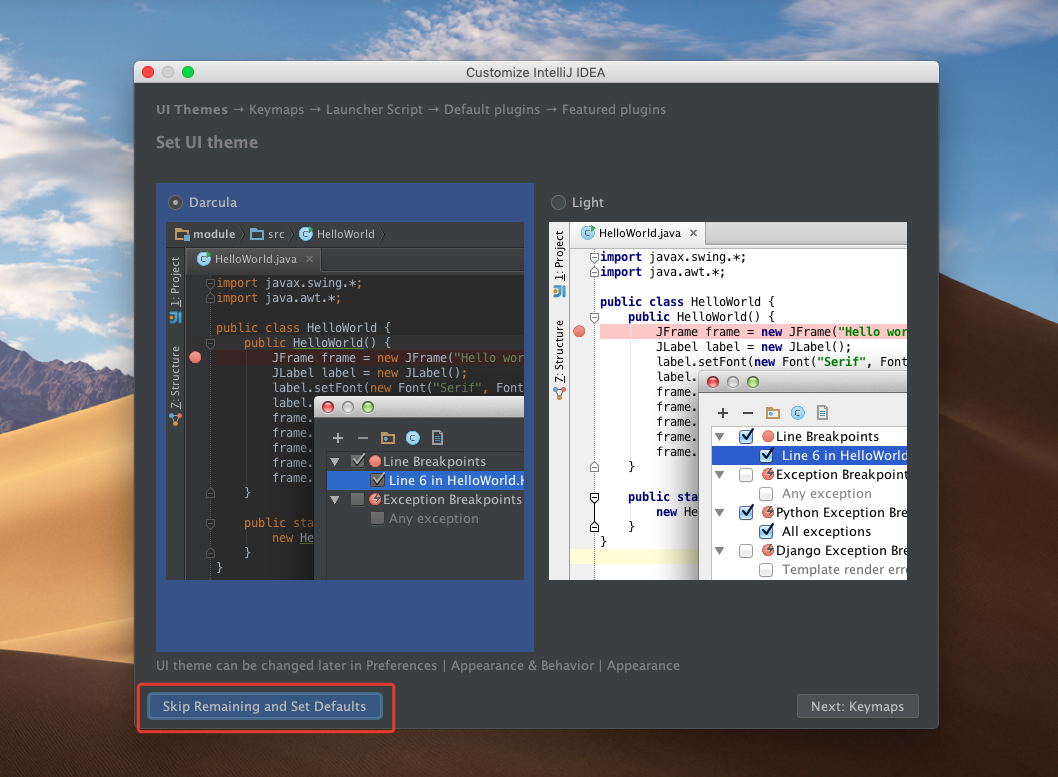 Customize IntelliJ IDEA
UI Themes → Keymaps → Launcher Script → Default plugins → Featured plugins
Set UI theme
Darcula
module
src
HelloWorld
HelloWorld.java
1: Project
Z: Structure
import javax.swing.*;
import java.awt.*;
public class HelloWorld {
public HelloWorld() {
JFrame frame = new JFrame("Hello wor
JLabel label = new JLabel();
label.setFont(new Font("Serif", Font
label.
frame.
frame.
frame.
frame.
frame.
}
public sta
new He
}
}
Line Breakpoints
Line 6 in HelloWorld.H
Exception Breakpoints
Any exception
Light
HelloWorld.java
1: Project
Z: Structure
import javax.swing.*;
import java.awt.*;
public class HelloWorld {
public HelloWorld() {
JFrame frame = new JFrame("Hello wor
JLabel label = new JLabel();
label.setFont(new Font("Serif", Font
label.
frame.
frame.
frame.
frame.
frame.
}
public sta
new He
}
}
Line Breakpoints
Line 6 in HelloWorld
Exception Breakpoint
Any exception
Python Exception Bre
All exceptions
Django Exception Bre
Template render erro
UI theme can be changed later in Preferences | Appearance & Behavior | Appearance
Skip Remaining and Set Defaults
Next: Keymaps